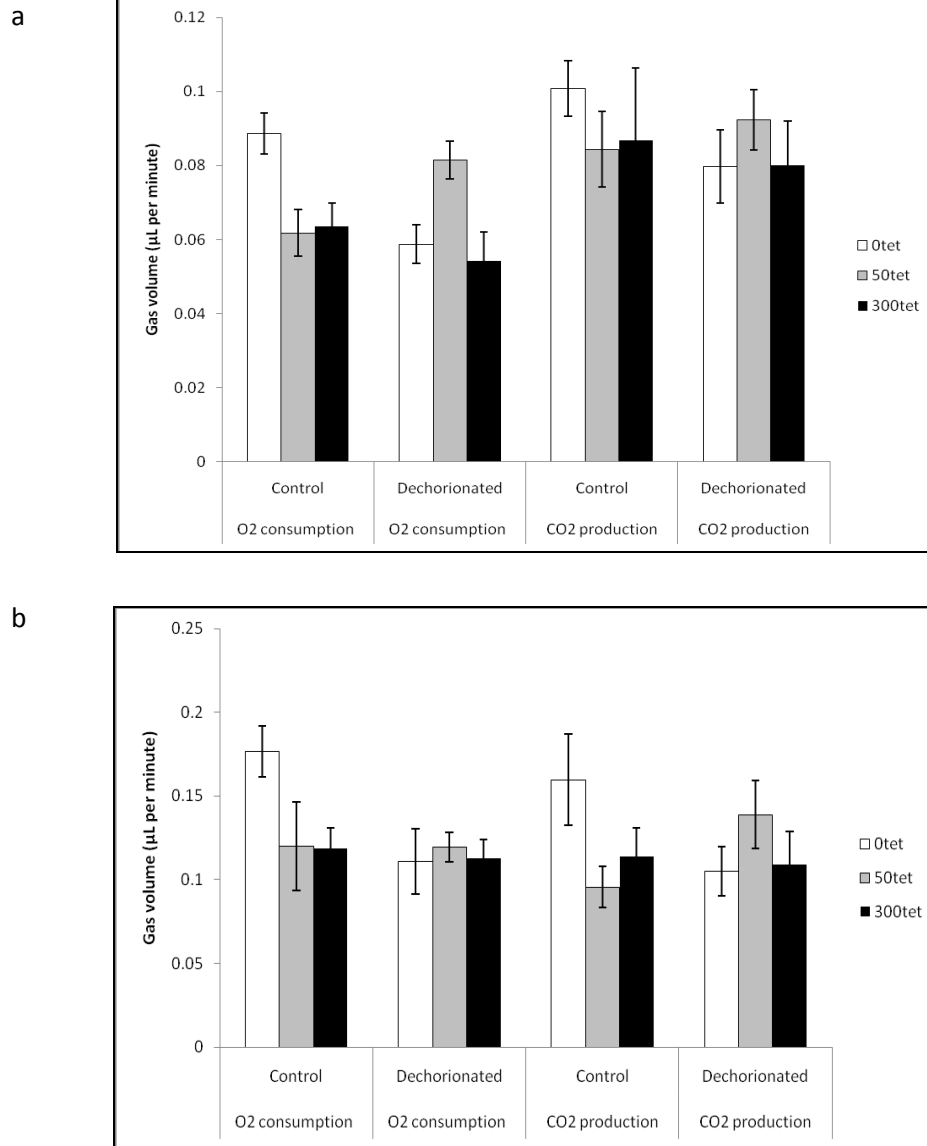 a
0.12
0.1
0.08
0.06
0.04
0.02
0
Gas volume (µL per minute)
Control Dechorionated Control Dechorionated
O2 consumption O2 consumption CO2 production CO2 production
0tet
50tet
300tet
b
0.25
0.2
0.15
0.1
0.05
0
Gas volume (µL per minute)
Control Dechorionated Control Dechorionated
O2 consumption O2 consumption CO2 production CO2 production
0tet
50tet
300tet